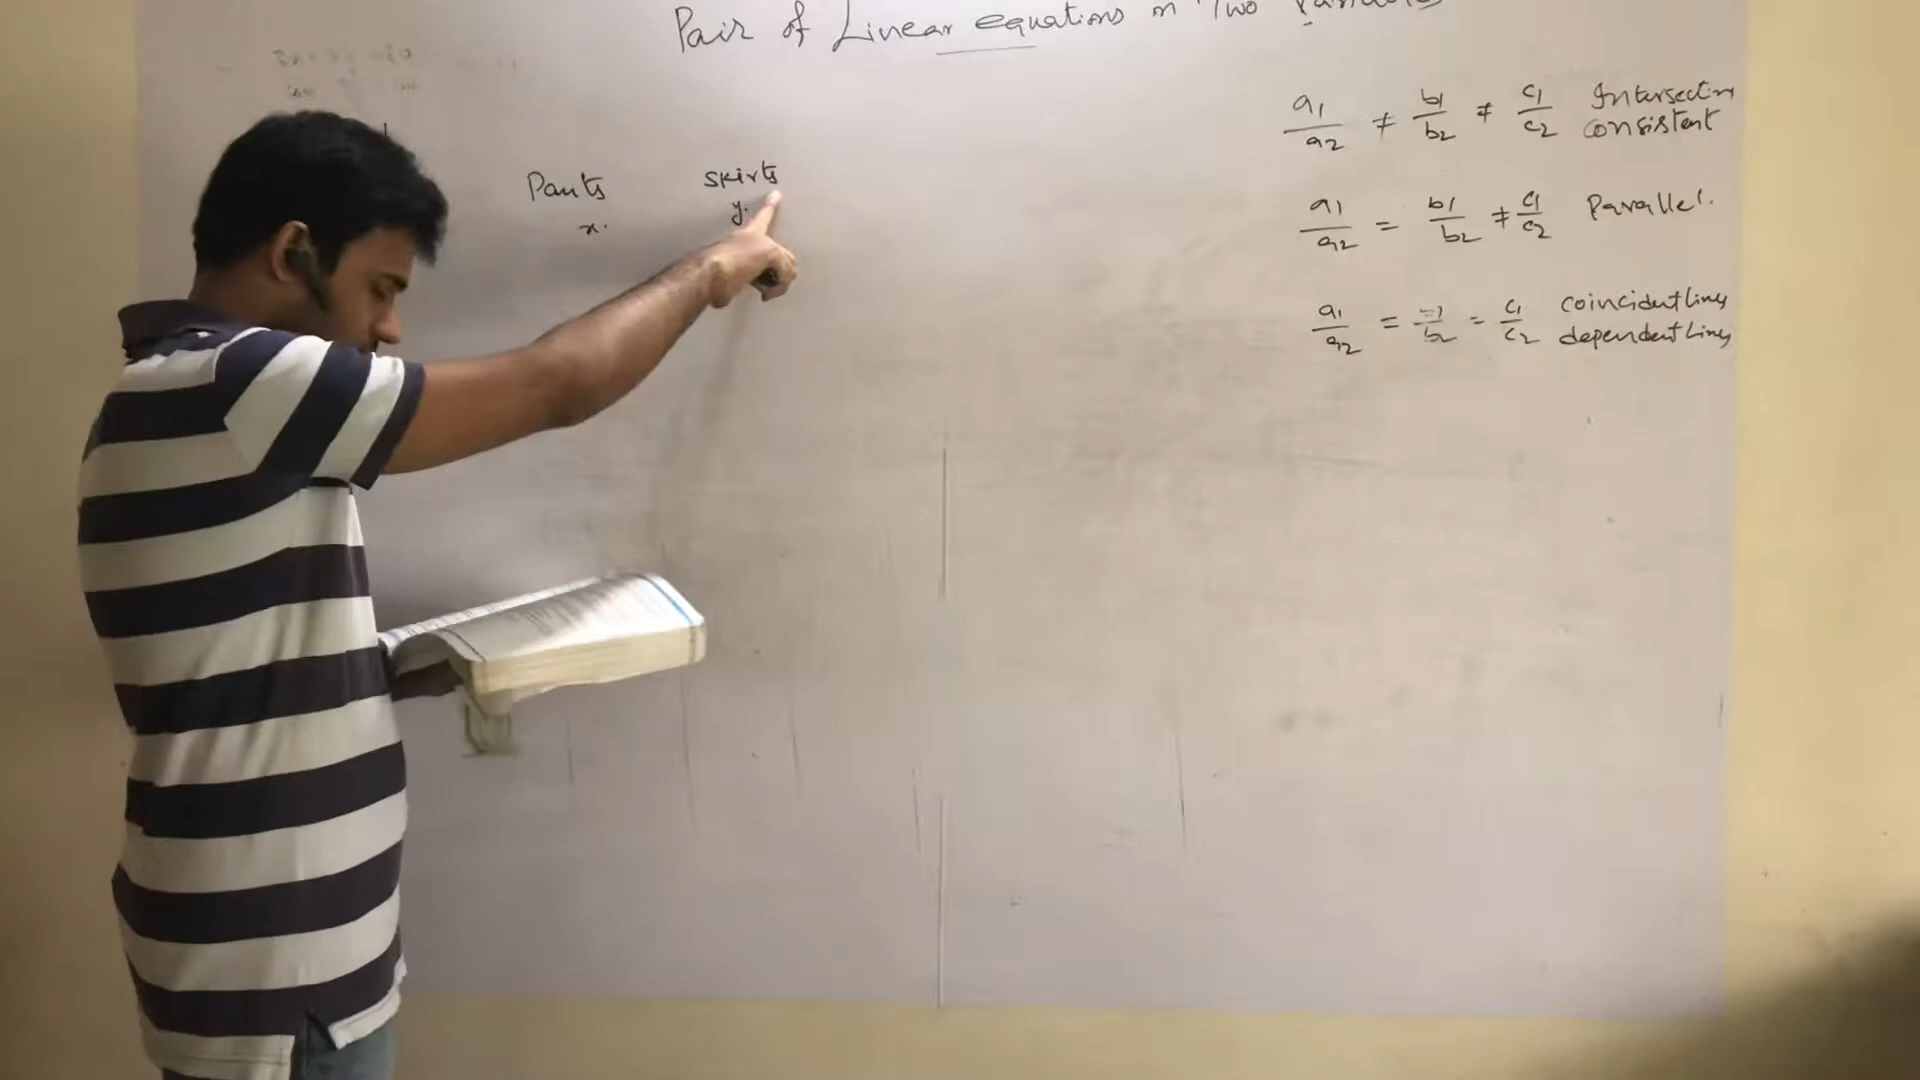 Pair of Linear equations in Two
Pants skirts
x. y.
a1/a2 ≠ b1/b2 ≠ c1/c2 Intersecting
consistent
a1/a2 = b1/b2 ≠ c1/c2 Parallel.
a1/a2 = b1/b2 = c1/c2 coincident lines
dependent lines